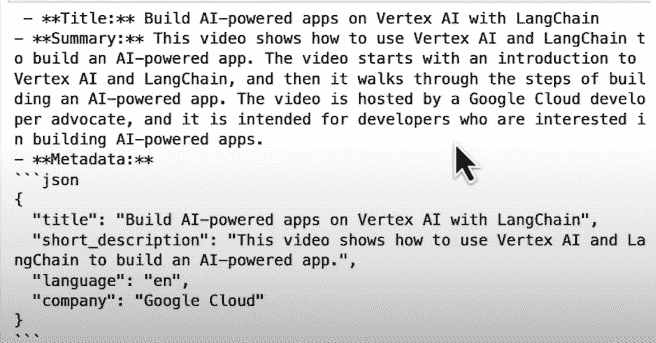 - **Title:** Build AI-powered apps on Vertex AI with LangChain
- **Summary:** This video shows how to use Vertex AI and LangChain t
o build an AI-powered app. The video starts with an introduction to
Vertex AI and LangChain, and then it walks through the steps of buil
ding an AI-powered app. The video is hosted by a Google Cloud develo
per advocate, and it is intended for developers who are interested i
n building AI-powered apps.
- **Metadata:**
```json
{
  "title": "Build AI-powered apps on Vertex AI with LangChain",
  "short_description": "This video shows how to use Vertex AI and La
ngChain to build an AI-powered app.",
  "language": "en",
  "company": "Google Cloud"
}
```